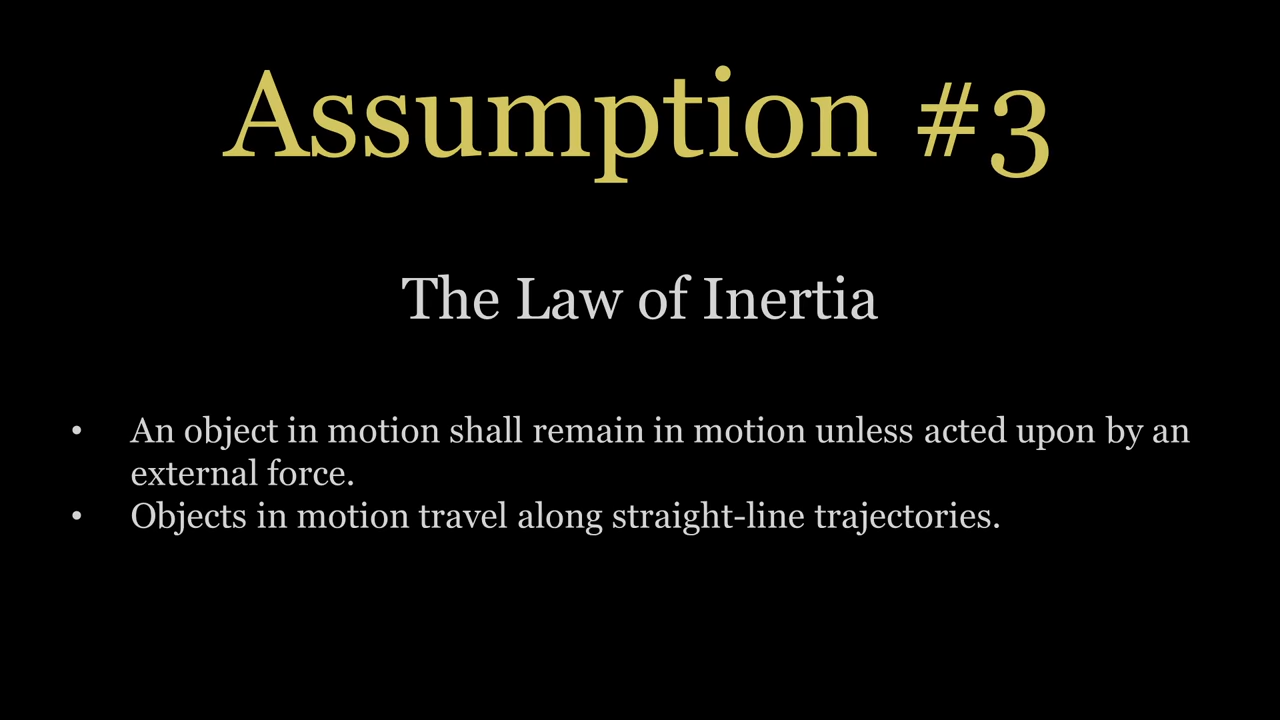 Assumption #3
The Law of Inertia
• An object in motion shall remain in motion unless acted upon by an
external force.
• Objects in motion travel along straight-line trajectories.